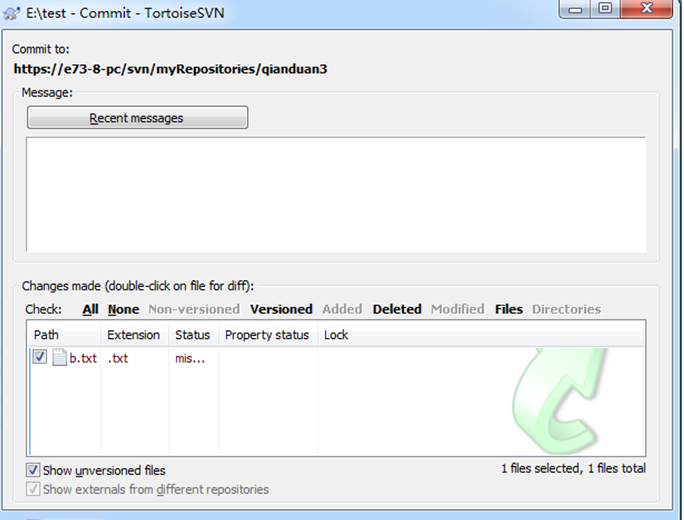 E:\test - Commit - TortoiseSVN
Commit to:
https://e73-8-pc/svn/myRepositories/qianduan3
Message:
Recent messages
Changes made (double-click on file for diff):
Check: All None Non-versioned Versioned Added Deleted Modified Files Directories
Path Extension Status Property status Lock
b.txt .txt mis...
Show unversioned files 1 files selected, 1 files total
Show externals from different repositories